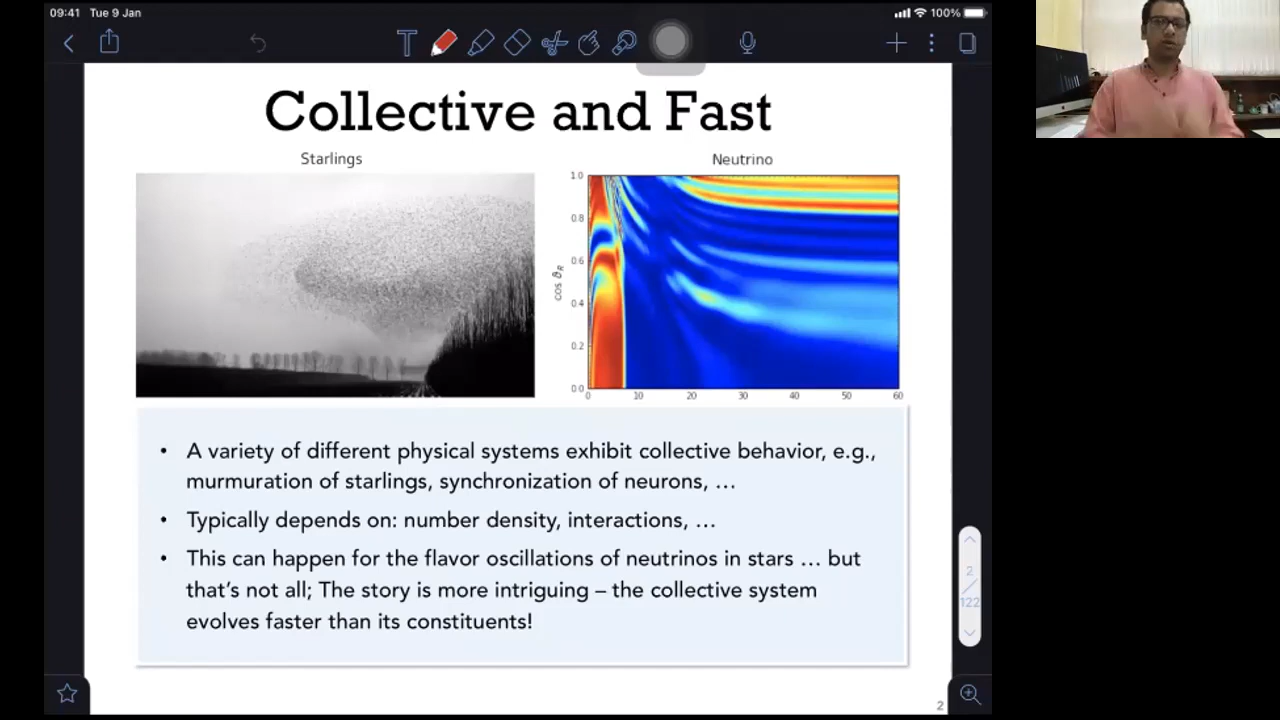 09:41 Tue 9 Jan
100%
Collective and Fast
Starlings
Neutrino
1.0
0.8
0.6
0.4
0.2
0.0
cos ϑR
0 10 20 30 40 50 60
• A variety of different physical systems exhibit collective behavior, e.g.,
murmuration of starlings, synchronization of neurons, …
• Typically depends on: number density, interactions, …
• This can happen for the flavor oscillations of neutrinos in stars … but
that's not all; The story is more intriguing – the collective system
evolves faster than its constituents!
2
/
122
2